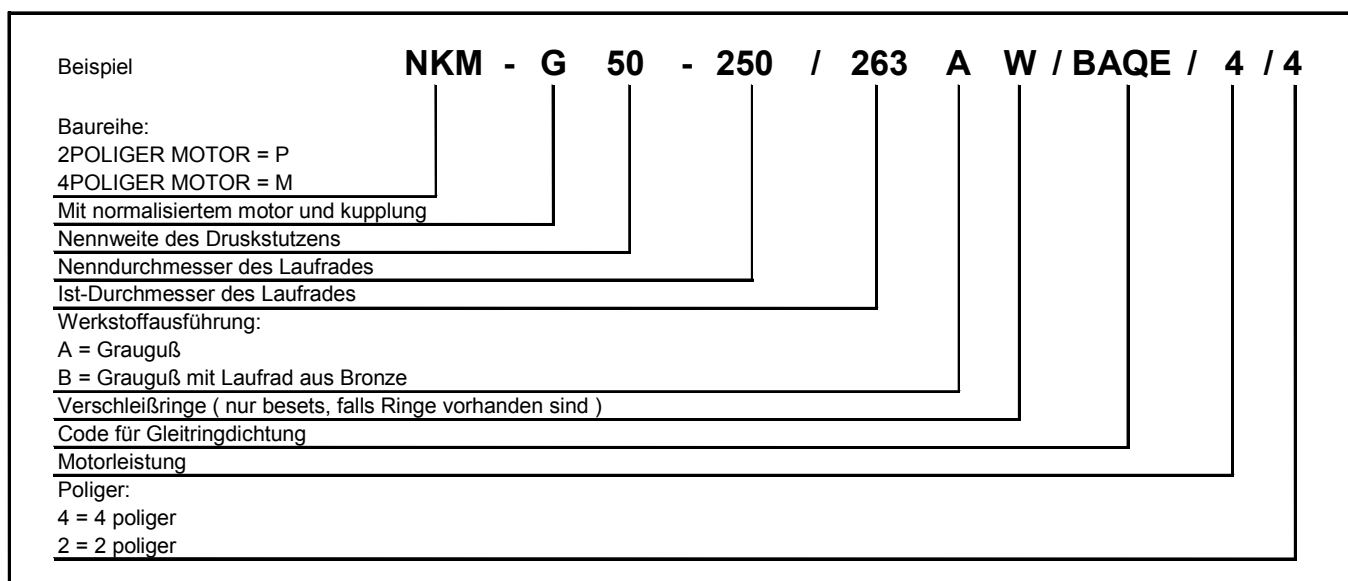 Beispiel NKM - G 50 - 250 / 263 A W / BAQE / 4 / 4
Baureihe:
2POLIGER MOTOR = P
4POLIGER MOTOR = M
Mit normalisiertem motor und kupplung
Nennweite des Druskstutzens
Nenndurchmesser des Laufrades
Ist-Durchmesser des Laufrades
Werkstoffausführung:
A = Grauguß
B = Grauguß mit Laufrad aus Bronze
Verschleißringe ( nur besets, falls Ringe vorhanden sind )
Code für Gleitringdichtung
Motorleistung
Poliger:
4 = 4 poliger
2 = 2 poliger